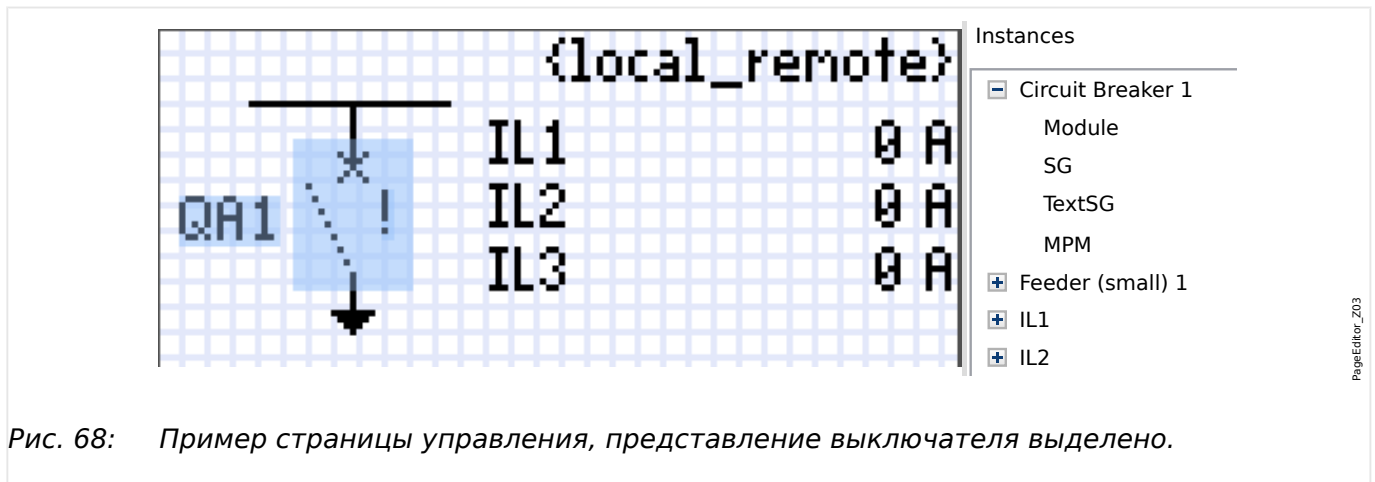 {local_remote}
IL1 0 A
QA1 !
IL2 0 A
IL3 0 A
Instances
Circuit Breaker 1
Module
SG
TextSG
MPM
Feeder (small) 1
IL1
IL2
PageEditor_Z03
Рис. 68: Пример страницы управления, представление выключателя выделено.